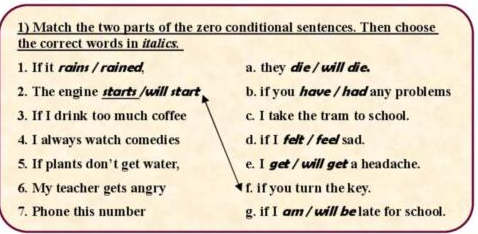 1) Match the two parts of the zero conditional sentences. Then choose
the correct words in italics.
1. If it rains / rained,
a. they die / will die.
2. The engine starts /will start
b. if you have / had any problems
3. If I drink too much coffee
c. I take the tram to school.
4. I always watch comedies
d. if I felt / feel sad.
5. If plants don't get water,
e. I get / will get a headache.
6. My teacher gets angry
f. if you turn the key.
7. Phone this number
g. if I am / will be late for school.